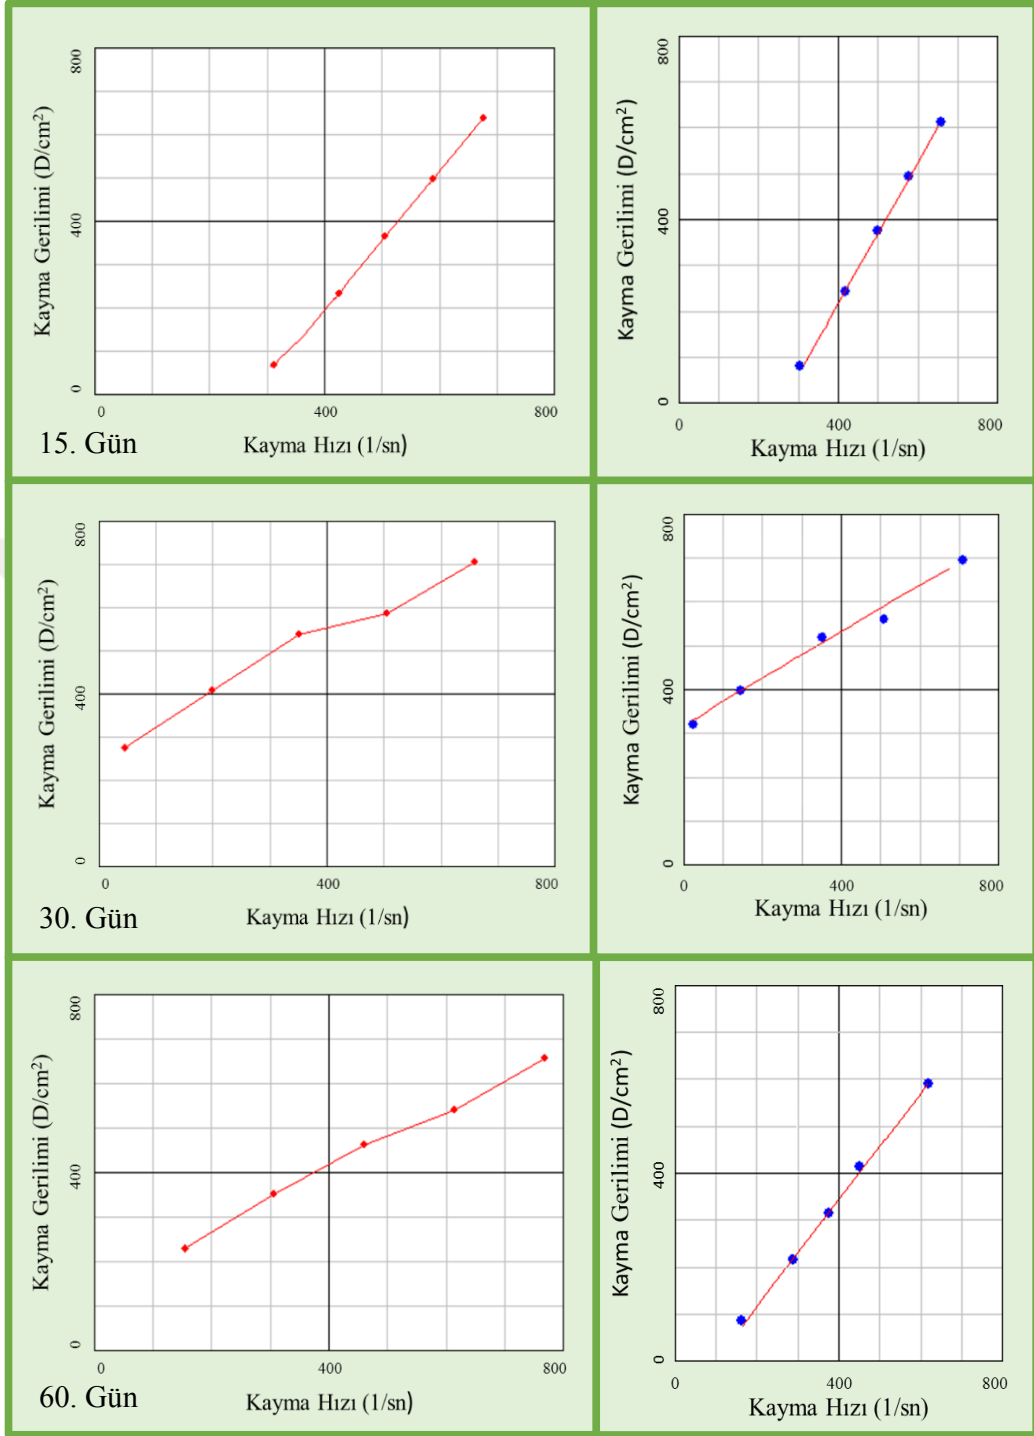 800
400
0
Kayma Gerilimi (D/cm²)
0 400 800
15. Gün
Kayma Hızı (1/sn)
800
400
0
Kayma Gerilimi (D/cm²)
0 400 800
Kayma Hızı (1/sn)
800
400
0
Kayma Gerilimi (D/cm²)
0 400 800
30. Gün
Kayma Hızı (1/sn)
800
400
0
Kayma Gerilimi (D/cm²)
0 400 800
Kayma Hızı (1/sn)
800
400
0
Kayma Gerilimi (D/cm²)
0 400 800
60. Gün
Kayma Hızı (1/sn)
800
400
0
Kayma Gerilimi (D/cm²)
0 400 800
Kayma Hızı (1/sn)